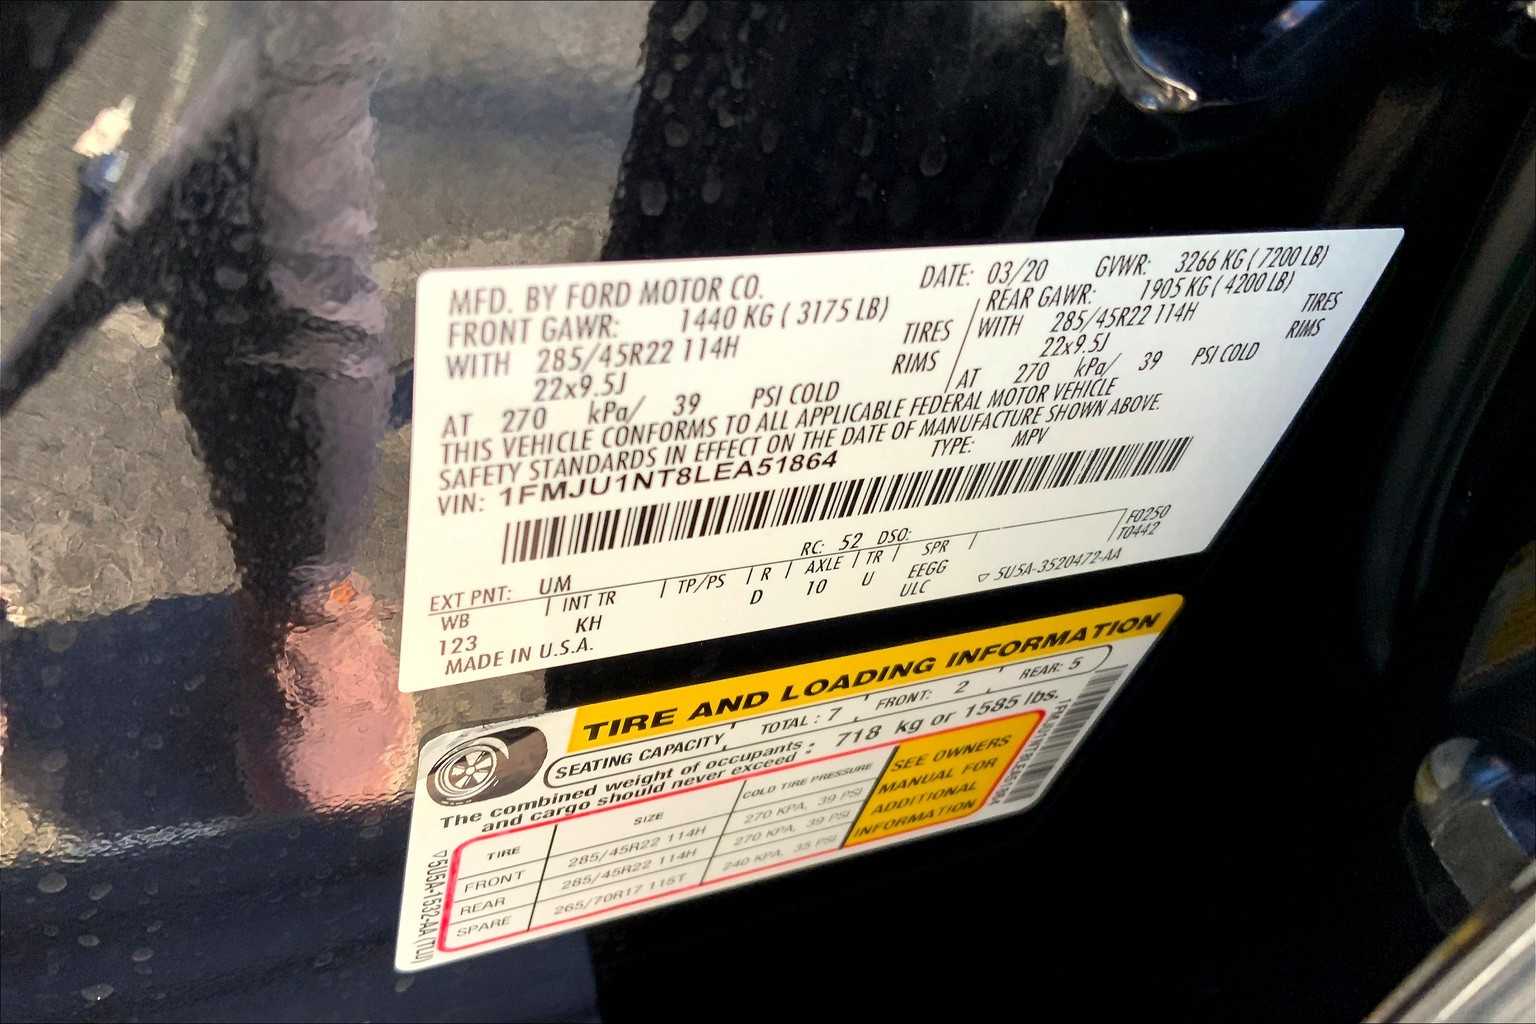 MFD. BY FORD MOTOR CO.
DATE: 03/20 GVWR: 3266 KG ( 7200 LB)
FRONT GAWR: 1440 KG ( 3175 LB)
REAR GAWR: 1905 KG ( 4200 LB)
WITH 285/45R22 114H TIRES
WITH 285/45R22 114H TIRES
22x9.5J RIMS
22x9.5J RIMS
AT 270 kPa/ 39 PSI COLD
AT 270 kPa/ 39 PSI COLD
THIS VEHICLE CONFORMS TO ALL APPLICABLE FEDERAL MOTOR VEHICLE
SAFETY STANDARDS IN EFFECT ON THE DATE OF MANUFACTURE SHOWN ABOVE.
VIN: 1FMJU1NT8LEA51864 TYPE: MPV
EXT PNT: UM RC: 52 DSO: F0250
WB INT TR TP/PS R AXLE TR SPR T0442
123 KH D 10 U EEGG
ULC
MADE IN U.S.A. 5U5A-3520472-AA
TIRE AND LOADING INFORMATION
SEATING CAPACITY TOTAL : 7 FRONT: 2 REAR: 5
The combined weight of occupants : 718 kg or 1585 lbs.
and cargo should never exceed :
TIRE SIZE COLD TIRE PRESSURE
FRONT 285/45R22 114H 270 KPA, 39 PSI
REAR 285/45R22 114H 270 KPA, 39 PSI
SPARE 265/70R17 115T 240 KPA, 35 PSI
SEE OWNERS
MANUAL FOR
ADDITIONAL
INFORMATION
5U5A-1532-AA (TLU)